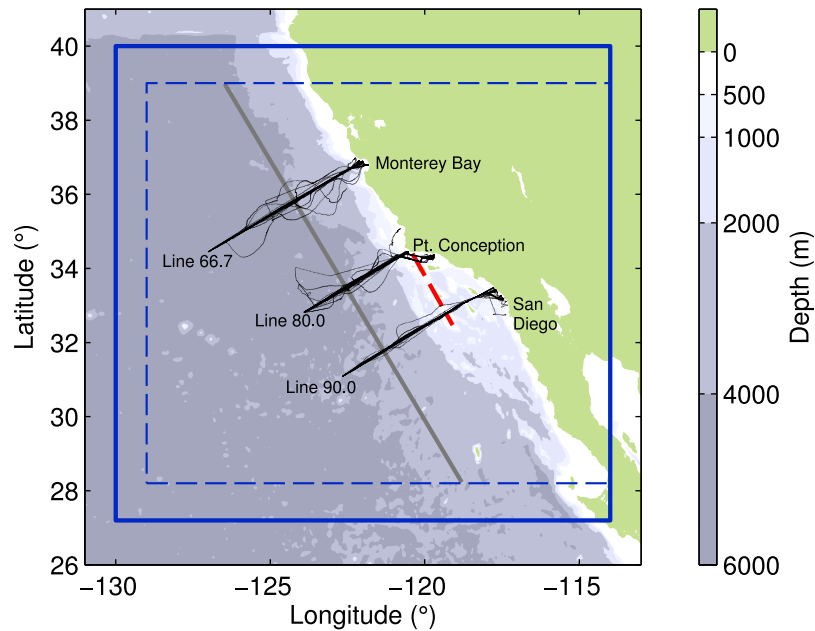 40
38
36
34
32
30
28
26
Latitude (°)
−130
−125
−120
−115
Longitude (°)
Monterey Bay
Line 66.7
Pt. Conception
Line 80.0
San
Diego
Line 90.0
0
500
1000
2000
4000
6000
Depth (m)